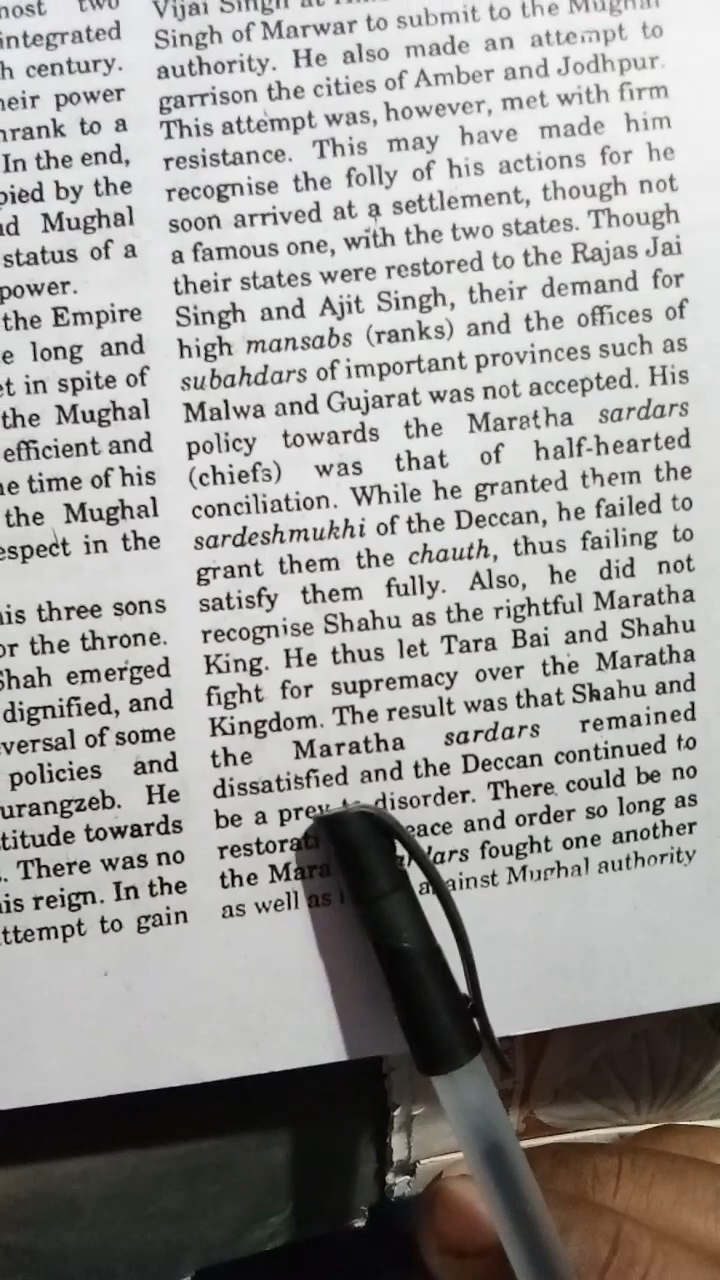 most two
integrated
h century.
heir power
hrank to a
In the end,
pied by the
nd Mughal
status of a
power.
the Empire
e long and
et in spite of
the Mughal
efficient and
he time of his
the Mughal
espect in the
his three sons
or the throne.
Shah emerged
dignified, and
versal of some
policies and
urangzeb. He
titude towards
. There was no
his reign. In the
ttempt to gain
Vijai Singh at
Singh of Marwar to submit to the Mughal
authority. He also made an attempt to
garrison the cities of Amber and Jodhpur.
This attempt was, however, met with firm
resistance. This may have made him
recognise the folly of his actions for he
soon arrived at a settlement, though not
a famous one, with the two states. Though
their states were restored to the Rajas Jai
Singh and Ajit Singh, their demand for
high mansabs (ranks) and the offices of
subahdars of important provinces such as
Malwa and Gujarat was not accepted. His
policy towards the Maratha sardars
(chiefs) was that of half-hearted
conciliation. While he granted them the
sardeshmukhi of the Deccan, he failed to
grant them the chauth, thus failing to
satisfy them fully. Also, he did not
recognise Shahu as the rightful Maratha
King. He thus let Tara Bai and Shahu
fight for supremacy over the Maratha
Kingdom. The result was that Shahu and
the Maratha sardars remained
dissatisfied and the Deccan continued to
be a prey to disorder. There could be no
restorati eace and order so long as
the Mara ardars fought one another
as well as against Mughal authority